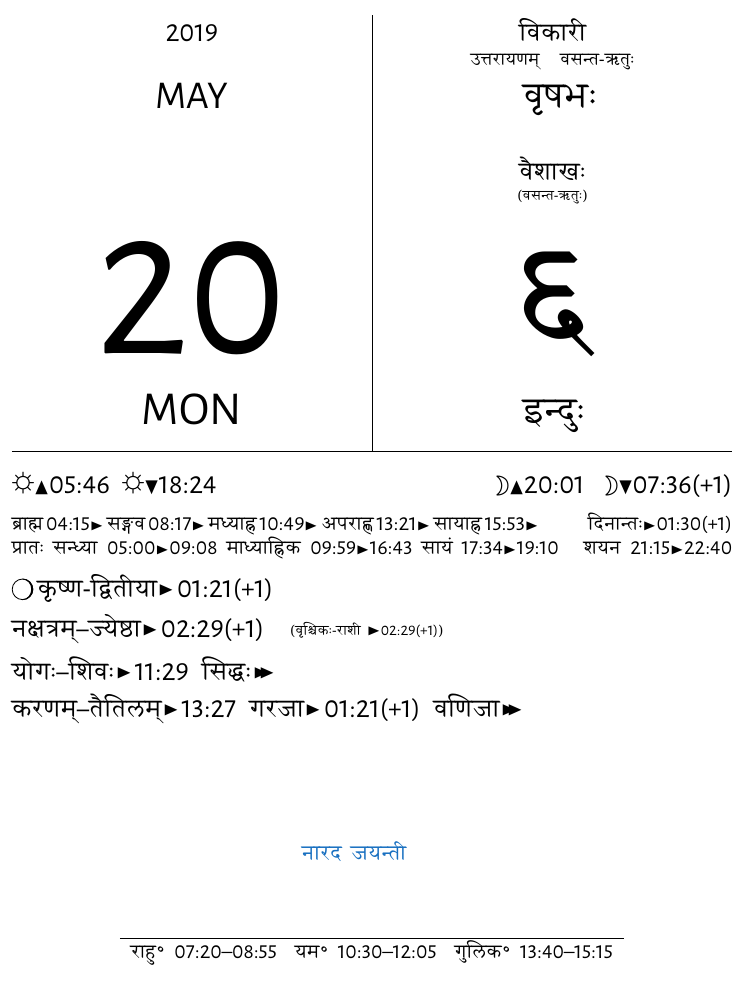 2019
MAY
20
MON
विकारी
उत्तरायणम् वसन्त-ऋतुः
वृषभः
वैशाखः
(वसन्त-ऋतुः)
६
इन्दुः
☼▲05:46 ☼▼18:24 ☽▲20:01 ☽▼07:36(+1)
ब्राह्म 04:15► सङ्गव 08:17► मध्याह्न 10:49► अपराह्ण 13:21► सायाह्न 15:53► दिनान्तः►01:30(+1)
प्रातः सन्ध्या 05:00►09:08 माध्याह्निक 09:59►16:43 सायं 17:34►19:10 शयन 21:15►22:40
❍कृष्ण-द्वितीया► 01:21(+1)
नक्षत्रम्–ज्येष्ठा► 02:29(+1) (वृश्चिकः-राशी ►02:29(+1))
योगः–शिवः►11:29 सिद्धः►►
करणम्–तैतिलम्►13:27 गरजा►01:21(+1) वणिजा►►
नारद जयन्ती
राहु° 07:20–08:55 यम° 10:30–12:05 गुलिक° 13:40–15:15